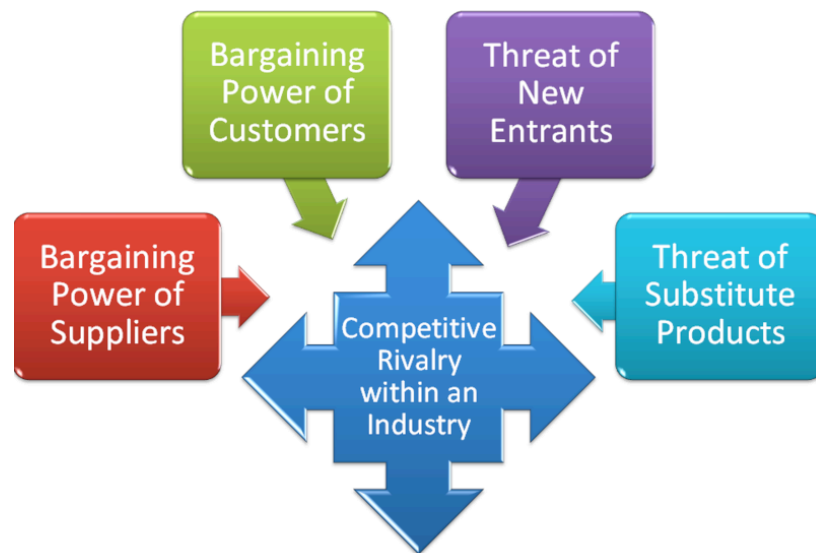 Bargaining
Power of
Customers
Threat of
New
Entrants
Bargaining
Power of
Suppliers
Competitive
Rivalry
within an
Industry
Threat of
Substitute
Products